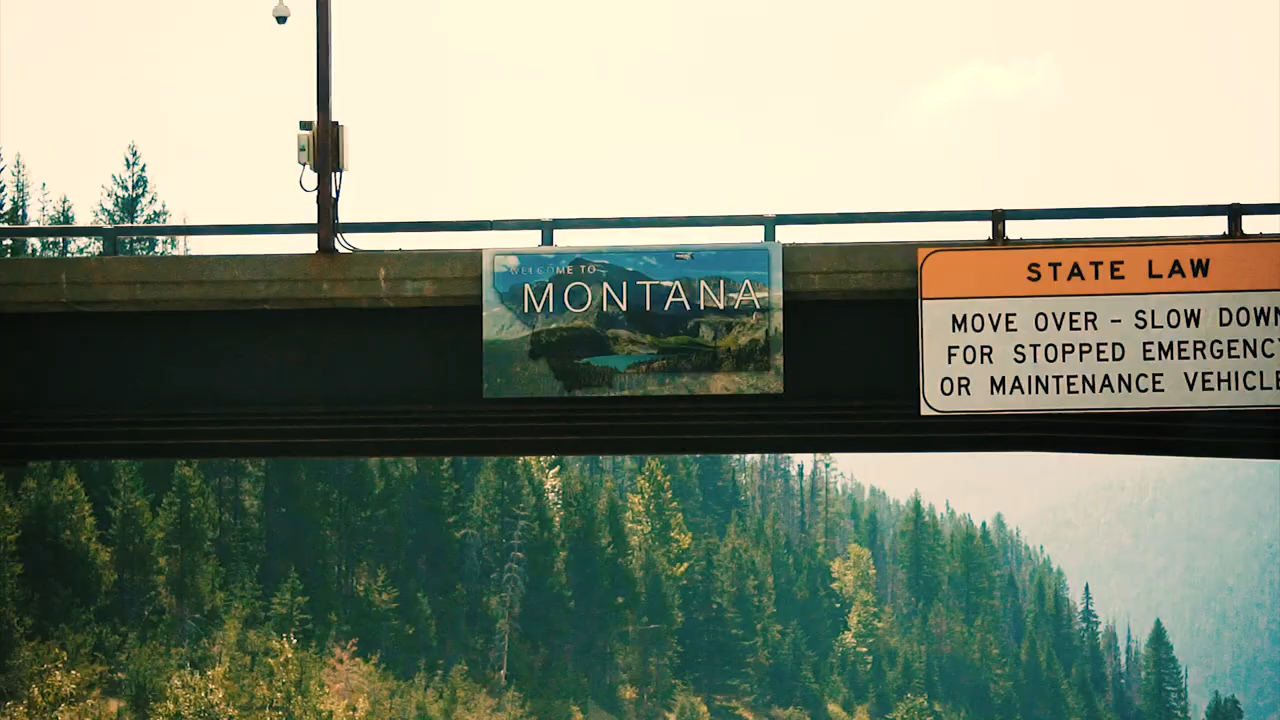 WELCOME TO
MONTANA
STATE LAW
MOVE OVER - SLOW DOWN
FOR STOPPED EMERGENCY
OR MAINTENANCE VEHICLE